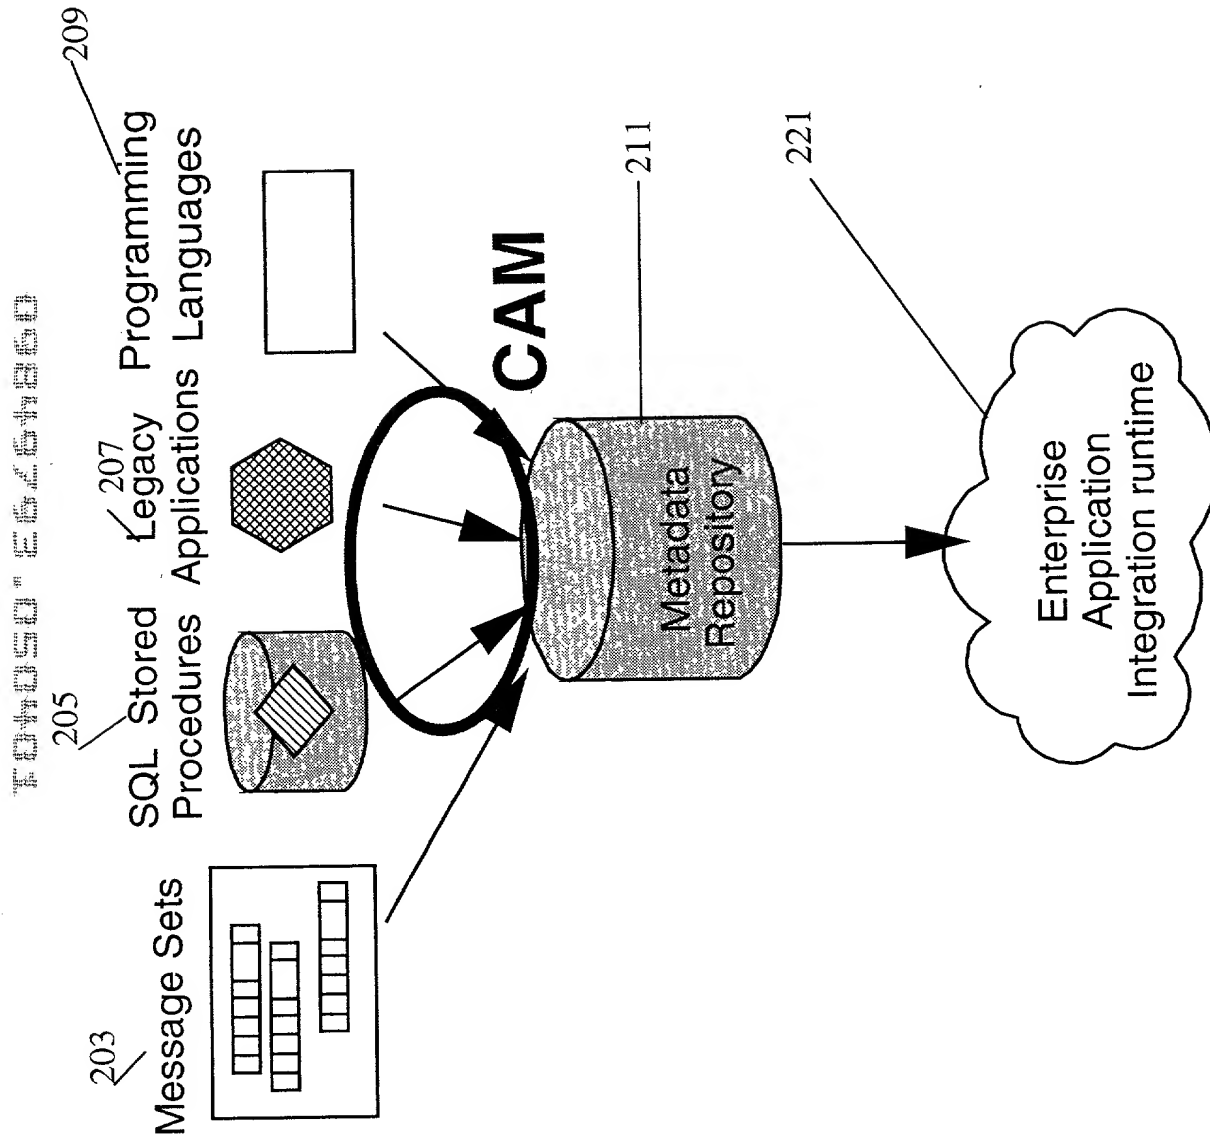 203
Message Sets
205
SQL Stored
Procedures
207
Legacy
Applications
209
Programming
Languages
CAM
211
Metadata
Repository
221
Enterprise
Application
Integration runtime